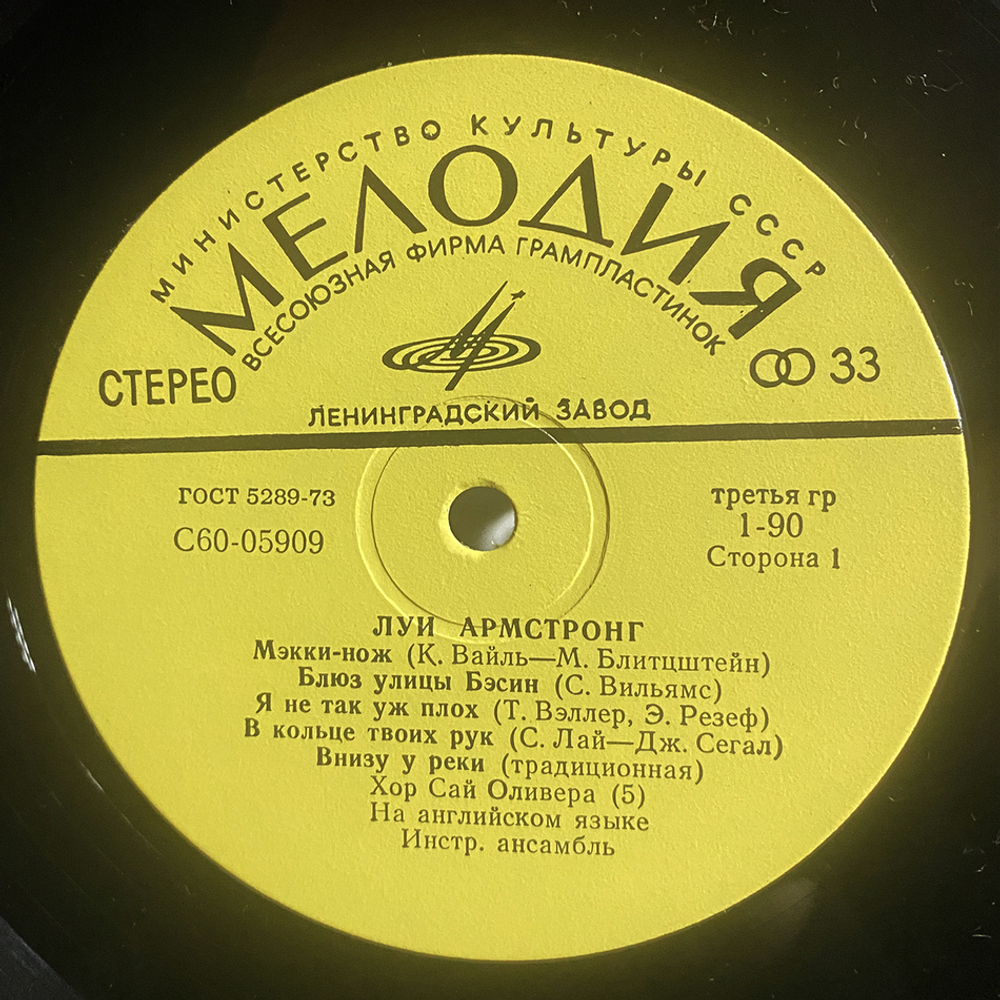 МИНИСТЕРСТВО КУЛЬТУРЫ СССР
МЕЛОДИЯ
ВСЕСОЮЗНАЯ ФИРМА ГРАМПЛАСТИНОК
СТЕРЕО
33
ЛЕНИНГРАДСКИЙ ЗАВОД
ГОСТ 5289-73
С60-05909
третья гр
1-90
Сторона 1
ЛУИ АРМСТРОНГ
Мэкки-нож (К. Вайль—М. Блитцштейн)
Блюз улицы Бэсин (С. Вильямс)
Я не так уж плох (Т. Вэллер, Э. Резеф)
В кольце твоих рук (С. Лай—Дж. Сегал)
Внизу у реки (традиционная)
Хор Сай Оливера (5)
На английском языке
Инстр. ансамбль